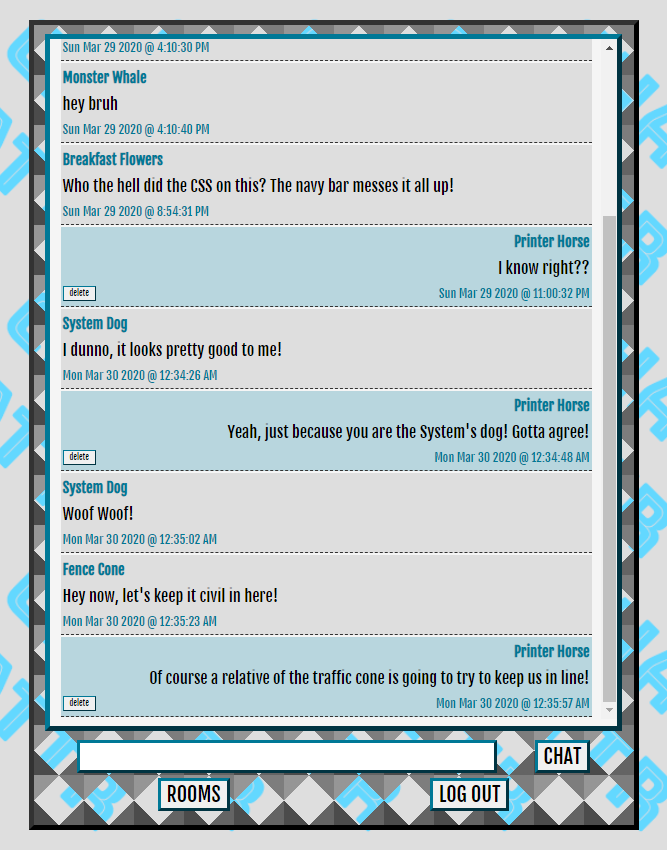 Sun Mar 29 2020 @ 4:10:30 PM
Monster Whale
hey bruh
Sun Mar 29 2020 @ 4:10:40 PM
Breakfast Flowers
Who the hell did the CSS on this? The navy bar messes it all up!
Sun Mar 29 2020 @ 8:54:31 PM
Printer Horse
I know right??
delete Sun Mar 29 2020 @ 11:00:32 PM
System Dog
I dunno, it looks pretty good to me!
Mon Mar 30 2020 @ 12:34:26 AM
Printer Horse
Yeah, just because you are the System's dog! Gotta agree!
delete Mon Mar 30 2020 @ 12:34:48 AM
System Dog
Woof Woof!
Mon Mar 30 2020 @ 12:35:02 AM
Fence Cone
Hey now, let's keep it civil in here!
Mon Mar 30 2020 @ 12:35:23 AM
Printer Horse
Of course a relative of the traffic cone is going to try to keep us in line!
delete Mon Mar 30 2020 @ 12:35:57 AM
CHAT
ROOMS LOG OUT